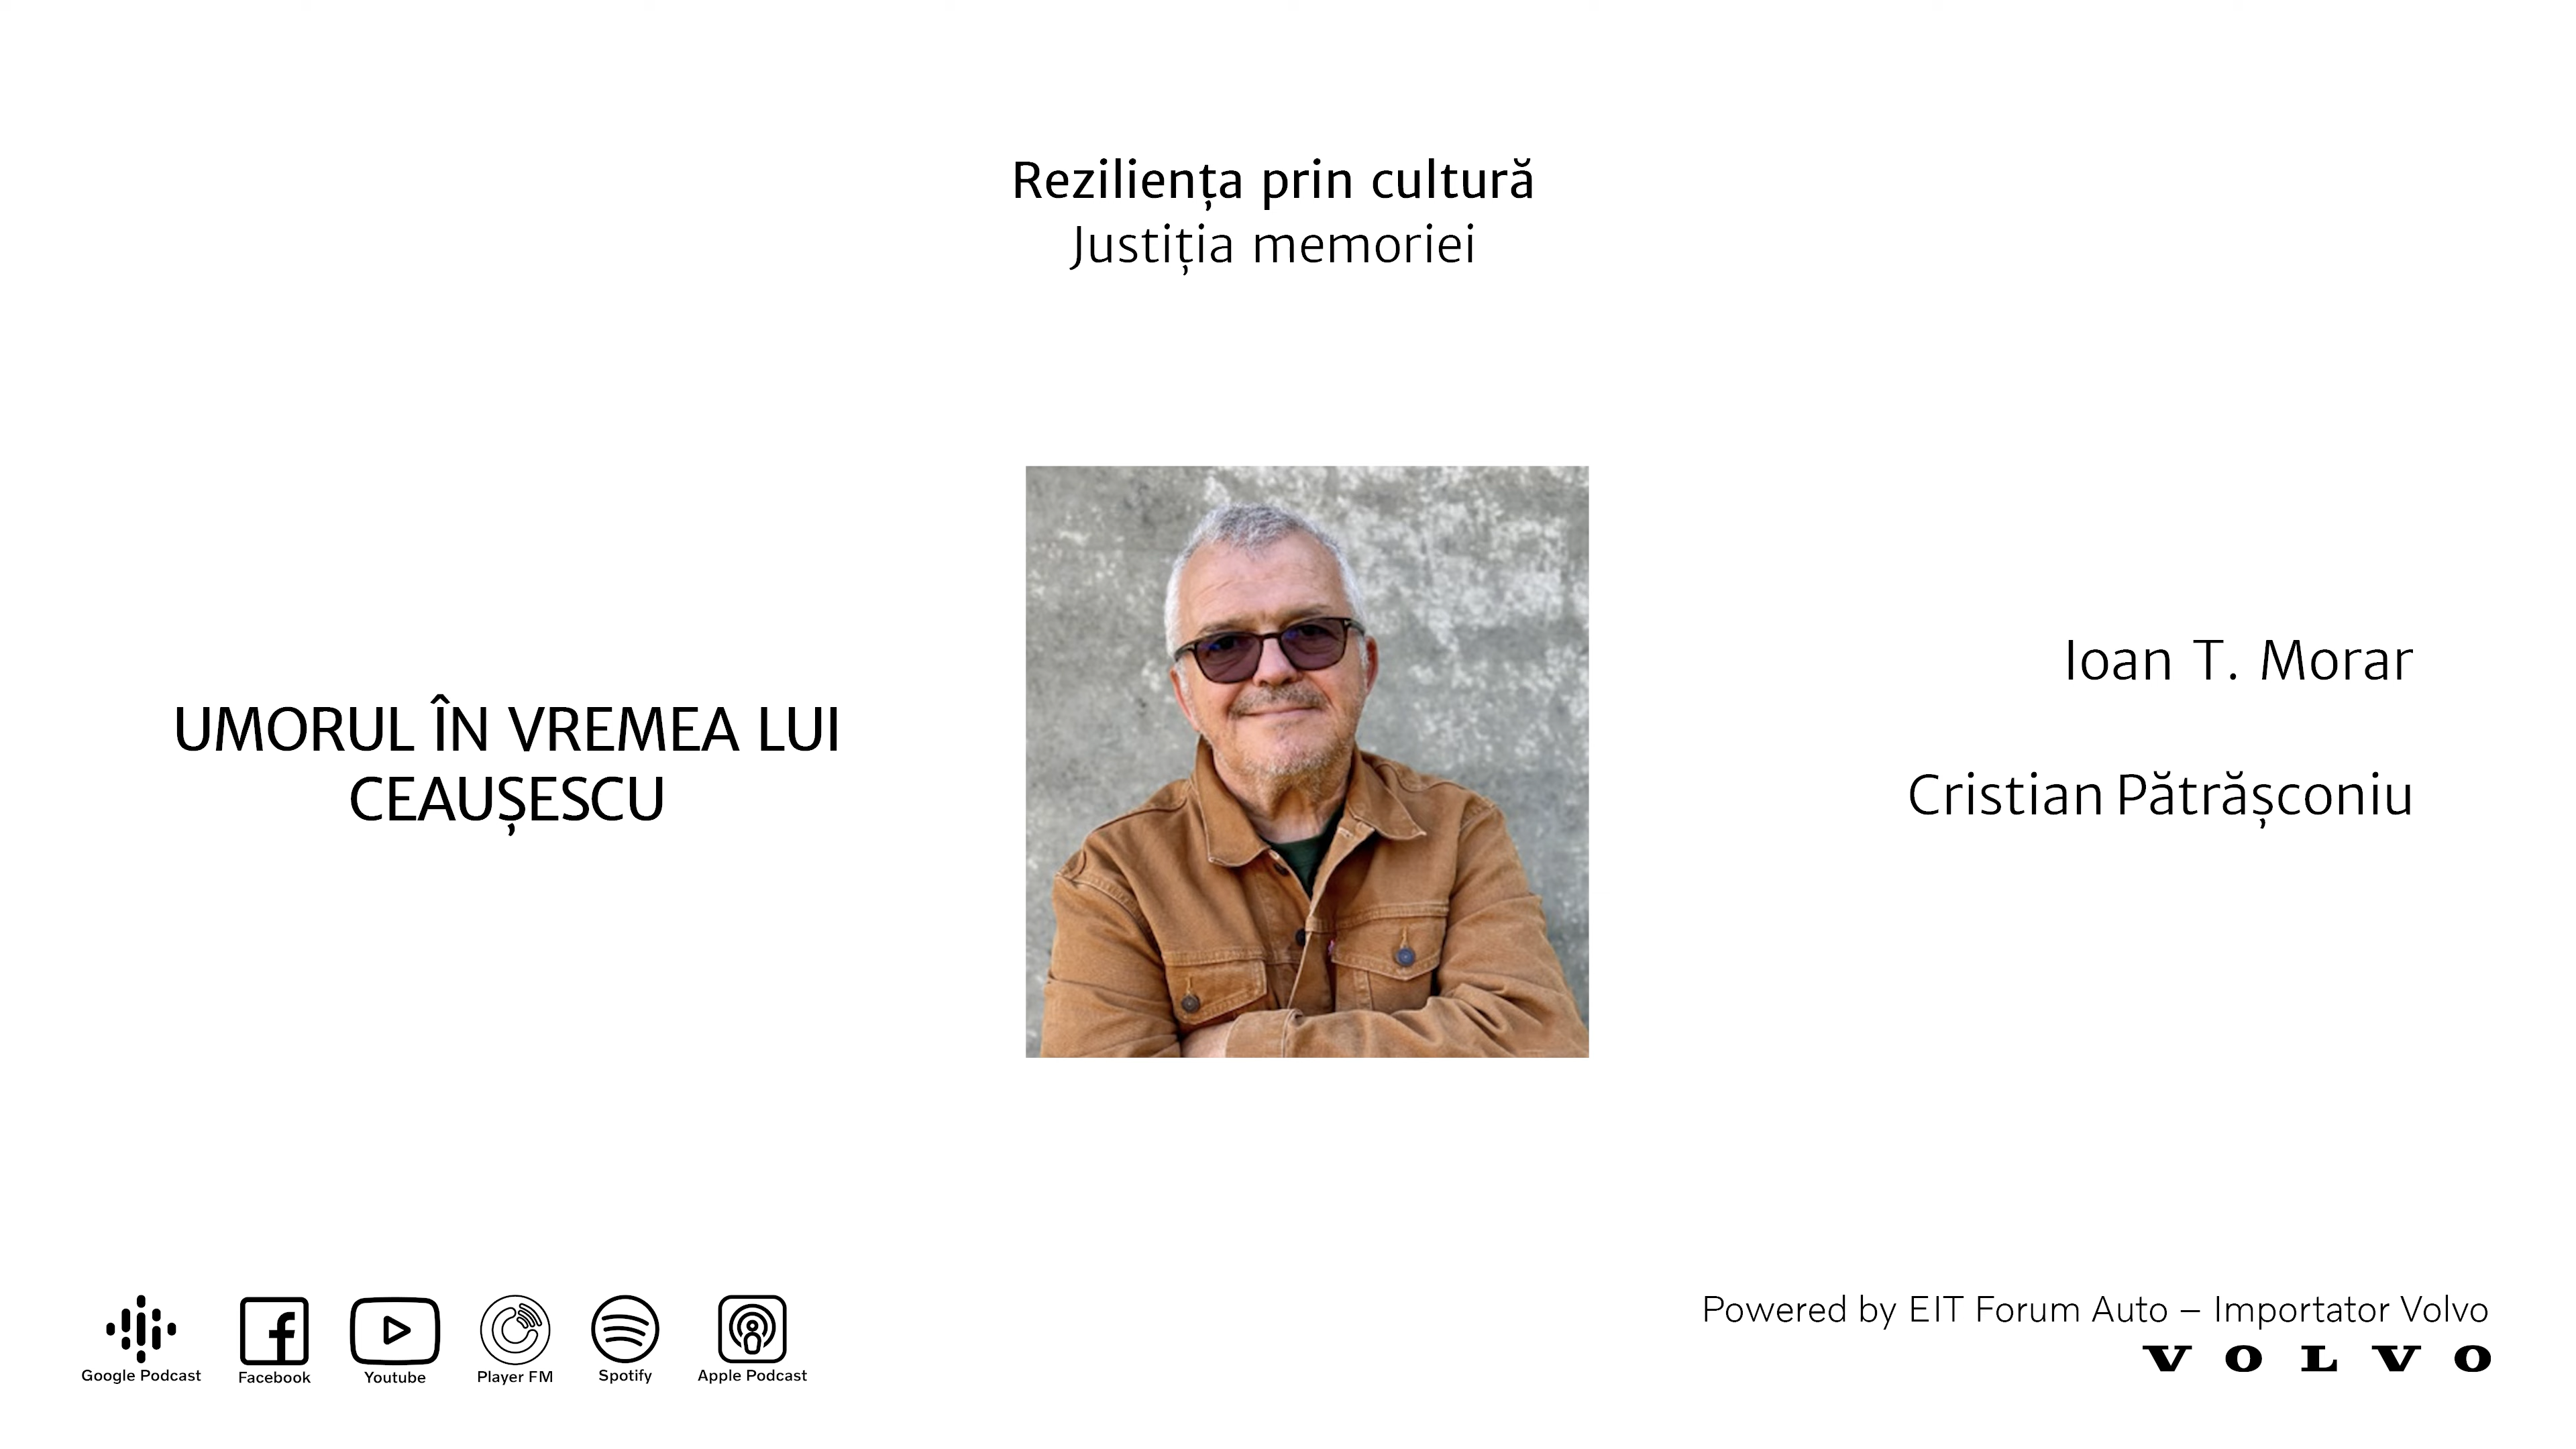 Reziliența prin cultură
Justiția memoriei
UMORUL ÎN VREMEA LUI
CEAUȘESCU
Ioan T. Morar
Cristian Pătrășconiu
Google Podcast
Facebook
Youtube
Player FM
Spotify
Apple Podcast
Powered by EIT Forum Auto – Importator Volvo
VOLVO